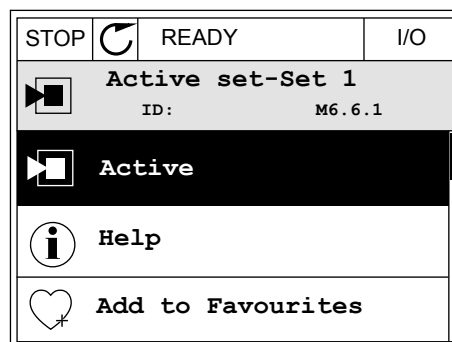 STOP READY I/O
Active set-Set 1
ID: M6.6.1
Active
Help
Add to Favourites